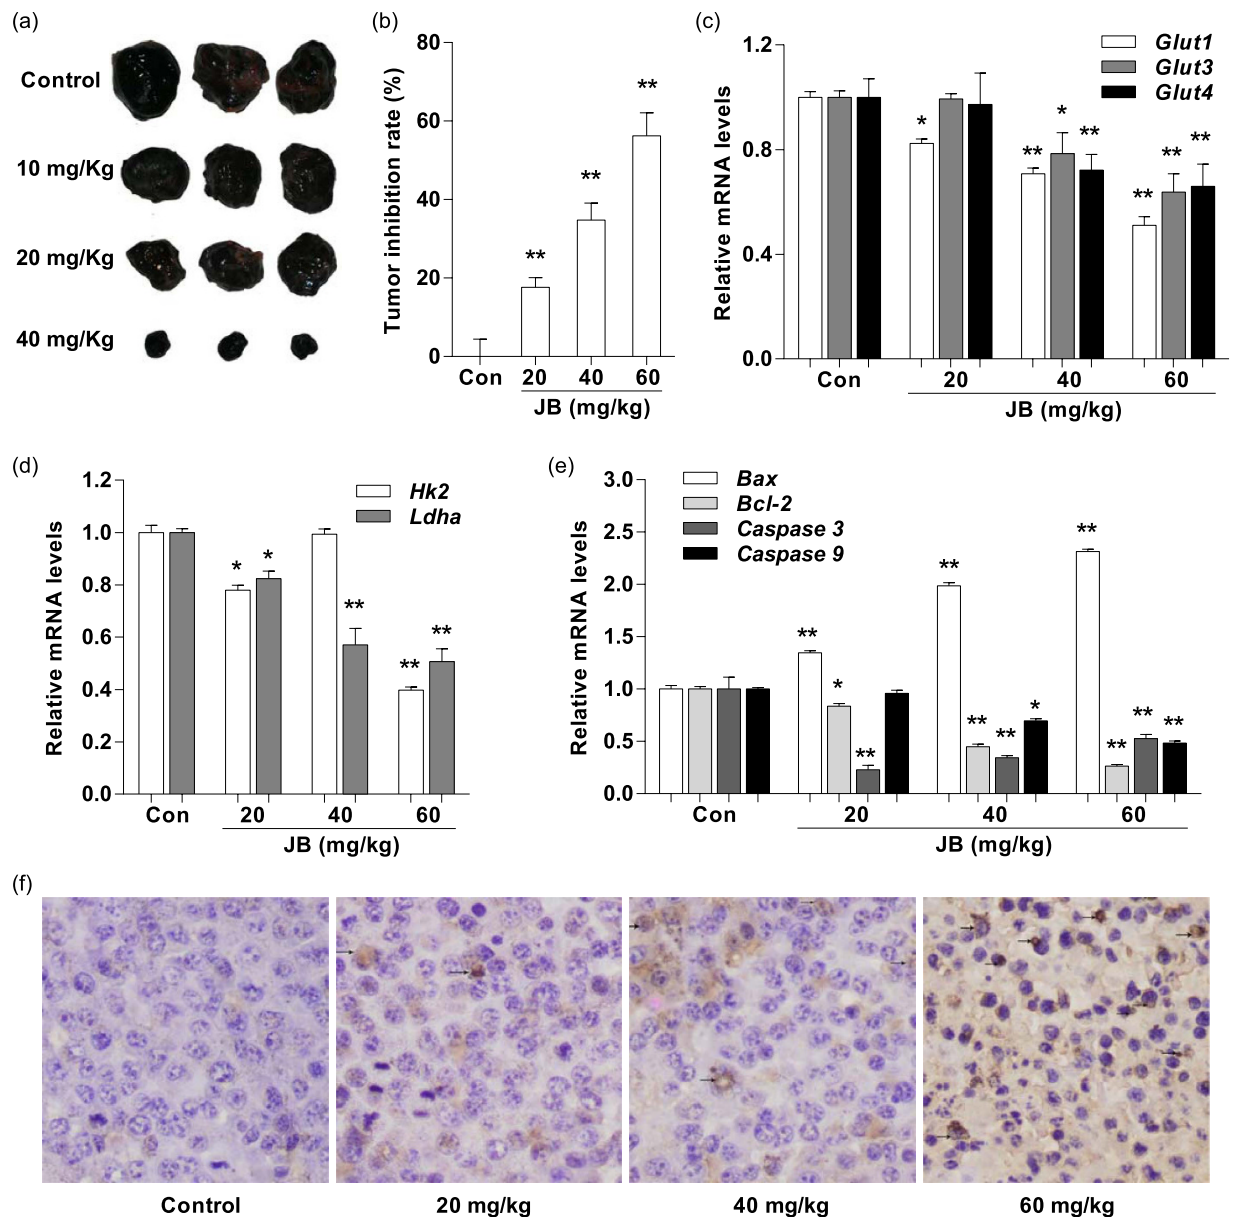 (a)
Control
10 mg/Kg
20 mg/Kg
40 mg/Kg
(b)
Tumor inhibition rate (%)
80
60
40
20
0
Con
20
40
60
JB (mg/kg)
(c)
Relative mRNA levels
1.2
0.8
0.4
0.0
Glut1
Glut3
Glut4
*
**
*
**
**
**
**
Con
20
40
60
JB (mg/kg)
**
**
**
(d)
Relative mRNA levels
1.2
1.0
0.8
0.6
0.4
0.2
0.0
Hk2
Ldha
*
*
**
**
**
Con
20
40
60
JB (mg/kg)
(e)
Relative mRNA levels
3.0
2.5
2.0
1.5
1.0
0.5
0.0
Bax
Bcl-2
Caspase 3
Caspase 9
**
*
**
**
**
**
*
**
**
**
**
Con
20
40
60
JB (mg/kg)
(f)
Control
20 mg/kg
40 mg/kg
60 mg/kg